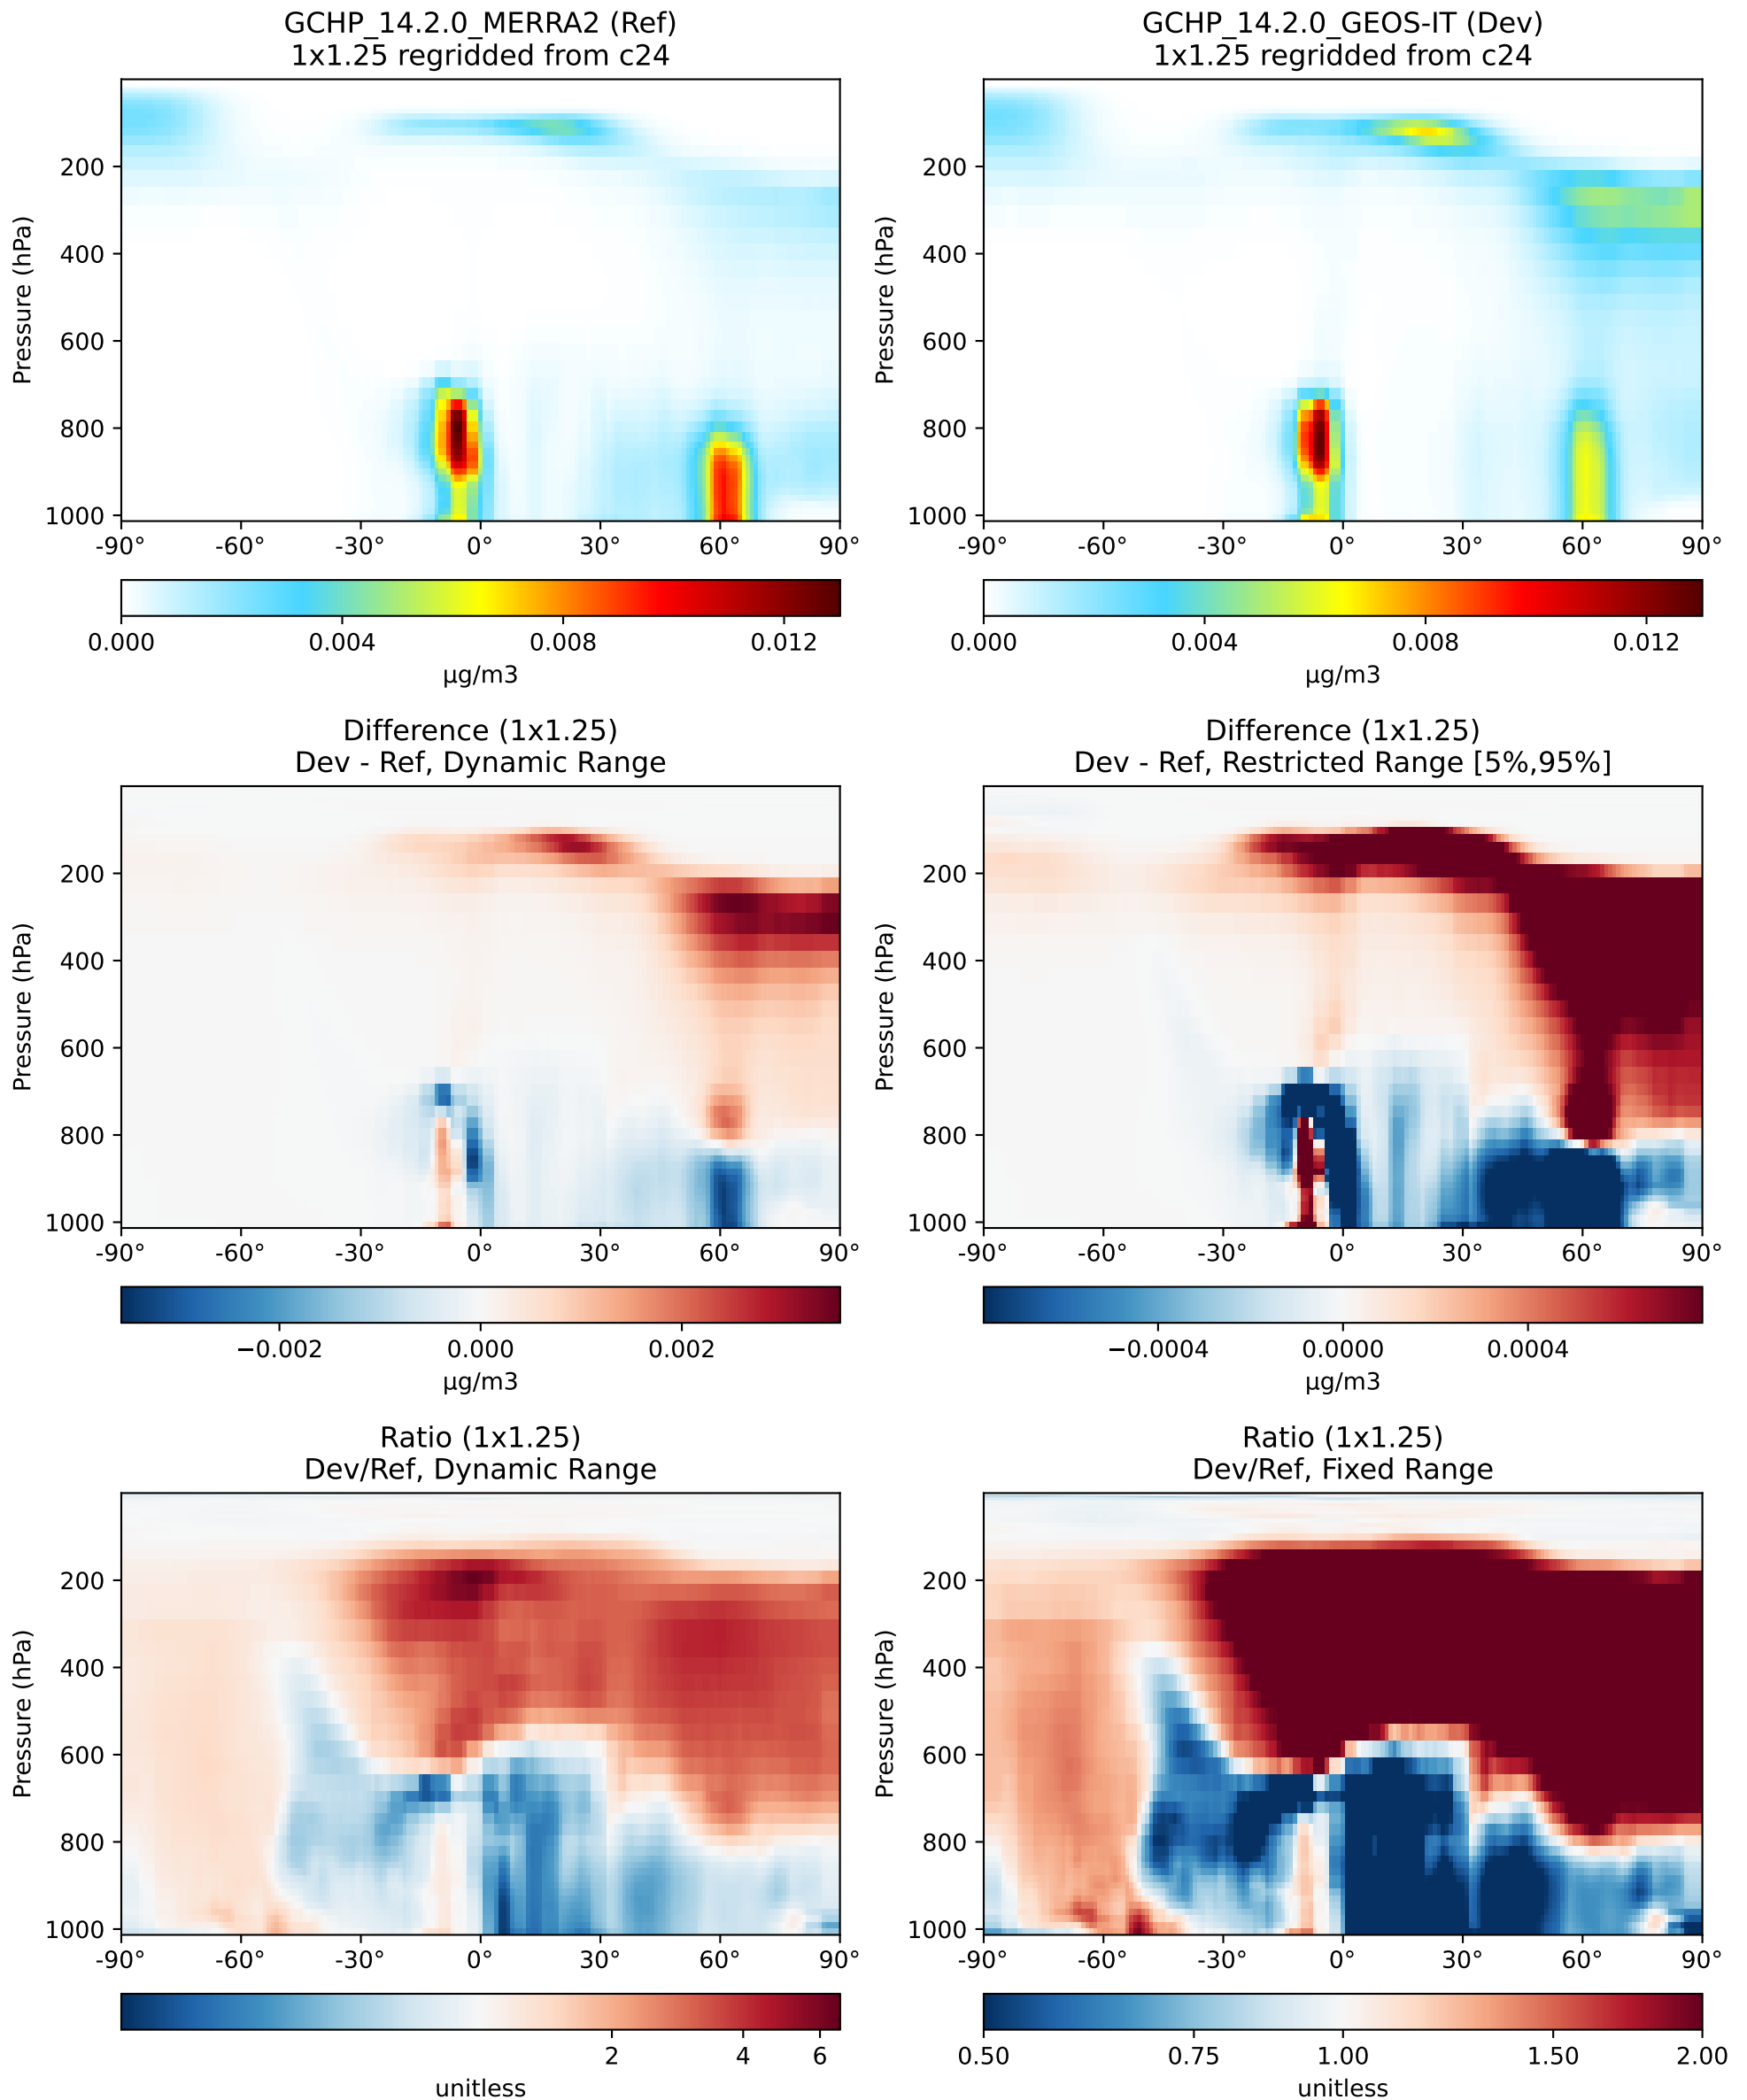 GCHP_14.2.0_MERRA2 (Ref)
1x1.25 regridded from c24
GCHP_14.2.0_GEOS-IT (Dev)
1x1.25 regridded from c24
Pressure (hPa)
200
400
600
800
1000
-90° -60° -30° 0° 30° 60° 90°
0.000 0.004 0.008 0.012
µg/m3
Pressure (hPa)
200
400
600
800
1000
-90° -60° -30° 0° 30° 60° 90°
0.000 0.004 0.008 0.012
µg/m3
Difference (1x1.25)
Dev - Ref, Dynamic Range
Pressure (hPa)
200
400
600
800
1000
-90° -60° -30° 0° 30° 60° 90°
−0.002 0.000 0.002
µg/m3
Difference (1x1.25)
Dev - Ref, Restricted Range [5%,95%]
Pressure (hPa)
200
400
600
800
1000
-90° -60° -30° 0° 30° 60° 90°
−0.0004 0.0000 0.0004
µg/m3
Ratio (1x1.25)
Dev/Ref, Dynamic Range
Pressure (hPa)
200
400
600
800
1000
-90° -60° -30° 0° 30° 60° 90°
2 4 6
unitless
Ratio (1x1.25)
Dev/Ref, Fixed Range
Pressure (hPa)
200
400
600
800
1000
-90° -60° -30° 0° 30° 60° 90°
0.50 0.75 1.00 1.50 2.00
unitless